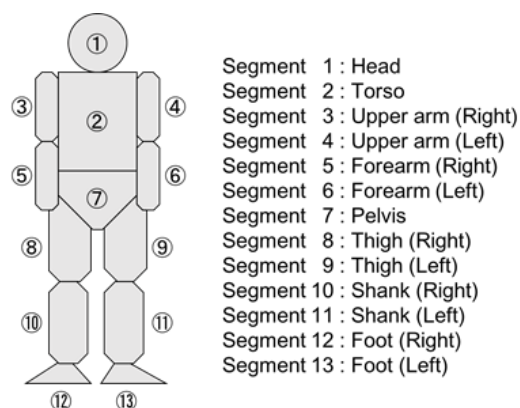 ①
③
②
④
⑤
⑥
⑦
⑧
⑨
⑩
⑪
⑫
⑬
Segment 1 : Head
Segment 2 : Torso
Segment 3 : Upper arm (Right)
Segment 4 : Upper arm (Left)
Segment 5 : Forearm (Right)
Segment 6 : Forearm (Left)
Segment 7 : Pelvis
Segment 8 : Thigh (Right)
Segment 9 : Thigh (Left)
Segment 10 : Shank (Right)
Segment 11 : Shank (Left)
Segment 12 : Foot (Right)
Segment 13 : Foot (Left)